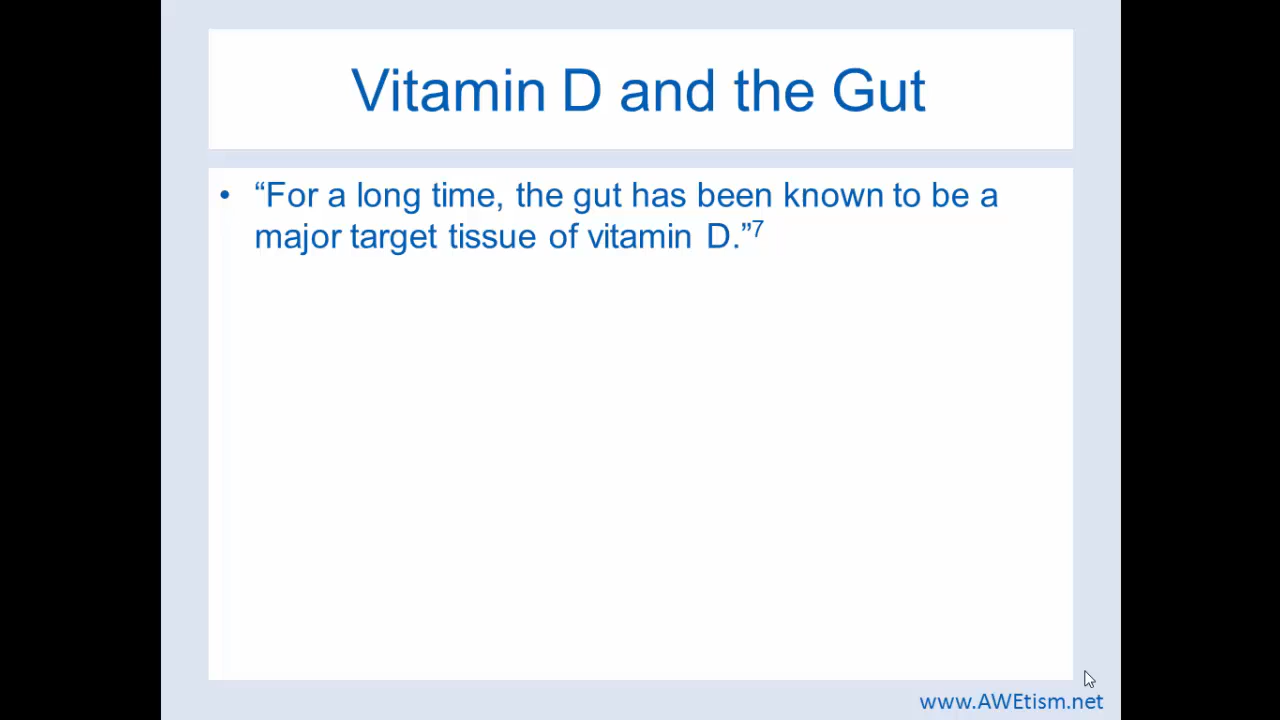 Vitamin D and the Gut
• “For a long time, the gut has been known to be a
major target tissue of vitamin D.”⁷
www.AWEtism.net